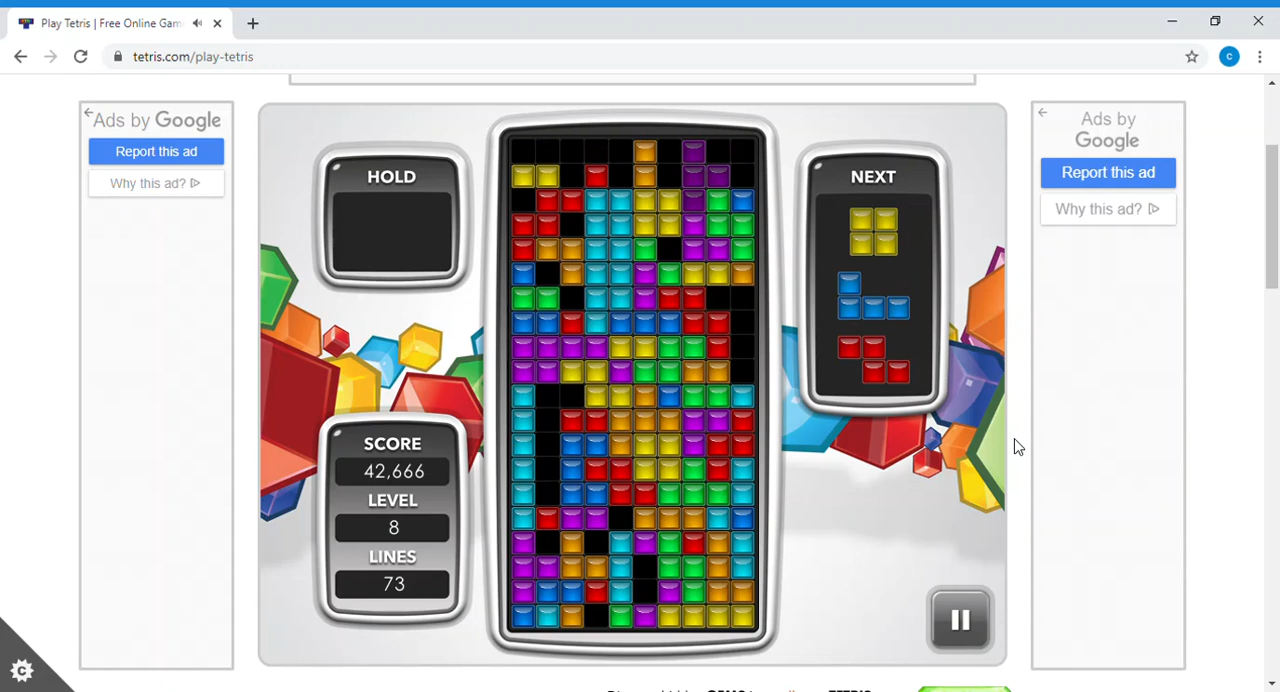 Play Tetris | Free Online Gam
tetris.com/play-tetris
c
Ads by Google
Report this ad
Why this ad?
HOLD
SCORE
42,666
LEVEL
8
LINES
73
NEXT
Ads by
Google
Report this ad
Why this ad?
C